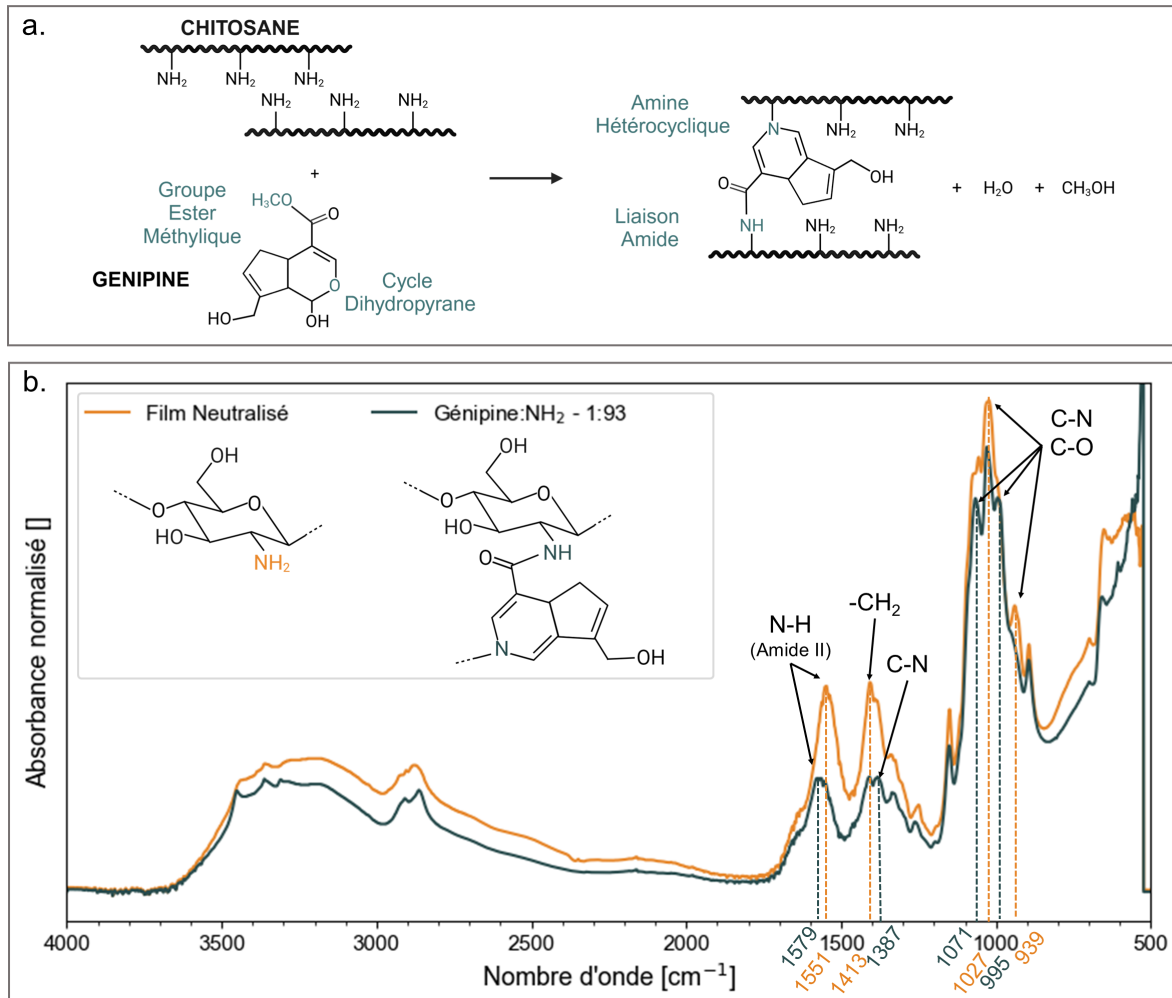 a.
CHITOSANE
NH₂ NH₂ NH₂
NH₂ NH₂ NH₂
+
Groupe
Ester
Méthylique
H₃CO
O
GENIPINE
O
Cycle
Dihydropyrane
HO
OH
Amine
Hétérocyclique
N
NH₂ NH₂
OH
O
Liaison
Amide
NH
NH₂ NH₂
+ H₂O + CH₃OH
b.
Film Neutralisé
Génipine:NH₂ - 1:93
OH
O
O
HO
NH₂
OH
O
O
HO
NH
O
N
OH
N-H
(Amide II)
-CH₂
C-N
C-N
C-O
Absorbance normalisé []
4000 3500 3000 2500 2000 1500 1000 500
1579
1551
1413
1387
1071
1027
995
939
Nombre d'onde [cm⁻¹]